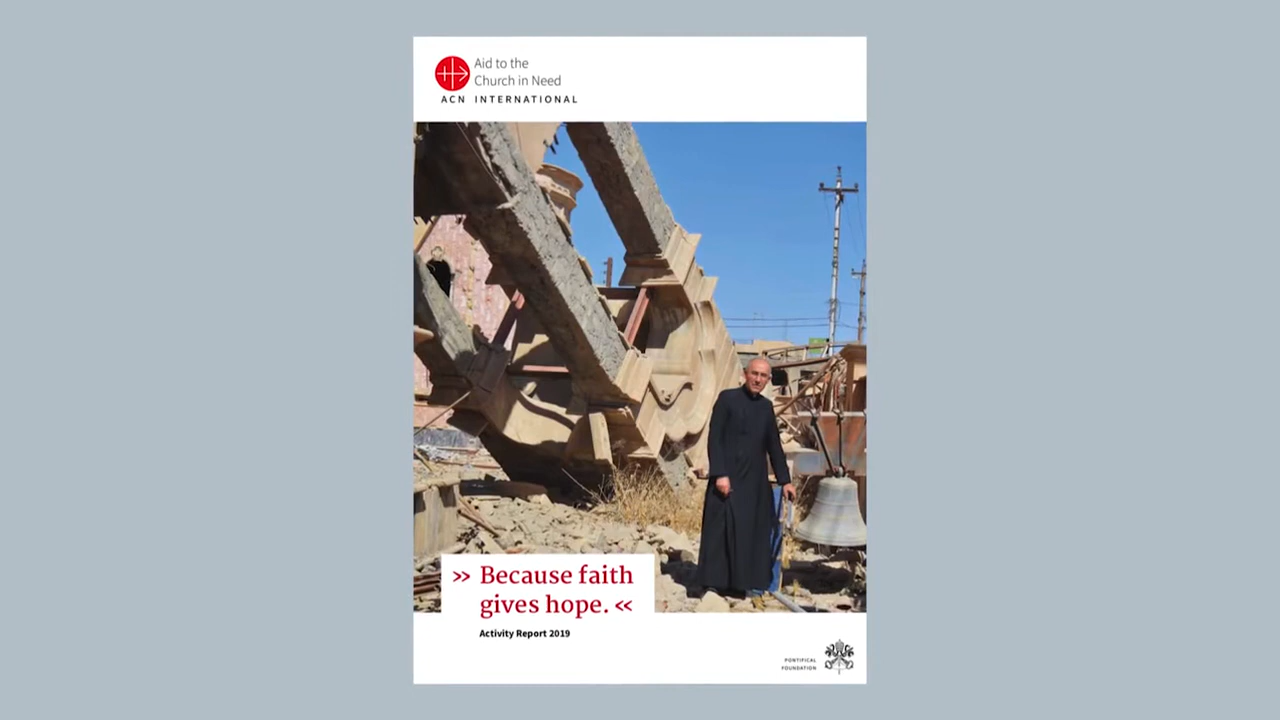 Aid to the
Church in Need
ACN INTERNATIONAL
» Because faith
gives hope. «
Activity Report 2019
PONTIFICAL
FOUNDATION